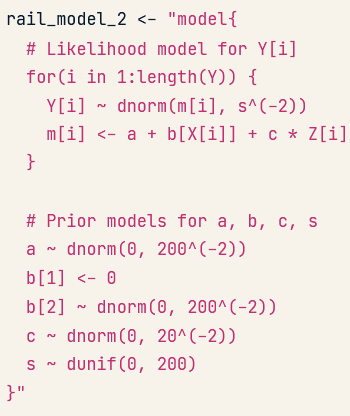 rail_model_2 <- "model{
  # Likelihood model for Y[i]
  for(i in 1:length(Y)) {
    Y[i] ~ dnorm(m[i], s^(-2))
    m[i] <- a + b[X[i]] + c * Z[i]
  }

  # Prior models for a, b, c, s
  a ~ dnorm(0, 200^(-2))
  b[1] <- 0
  b[2] ~ dnorm(0, 200^(-2))
  c ~ dnorm(0, 20^(-2))
  s ~ dunif(0, 200)
}"